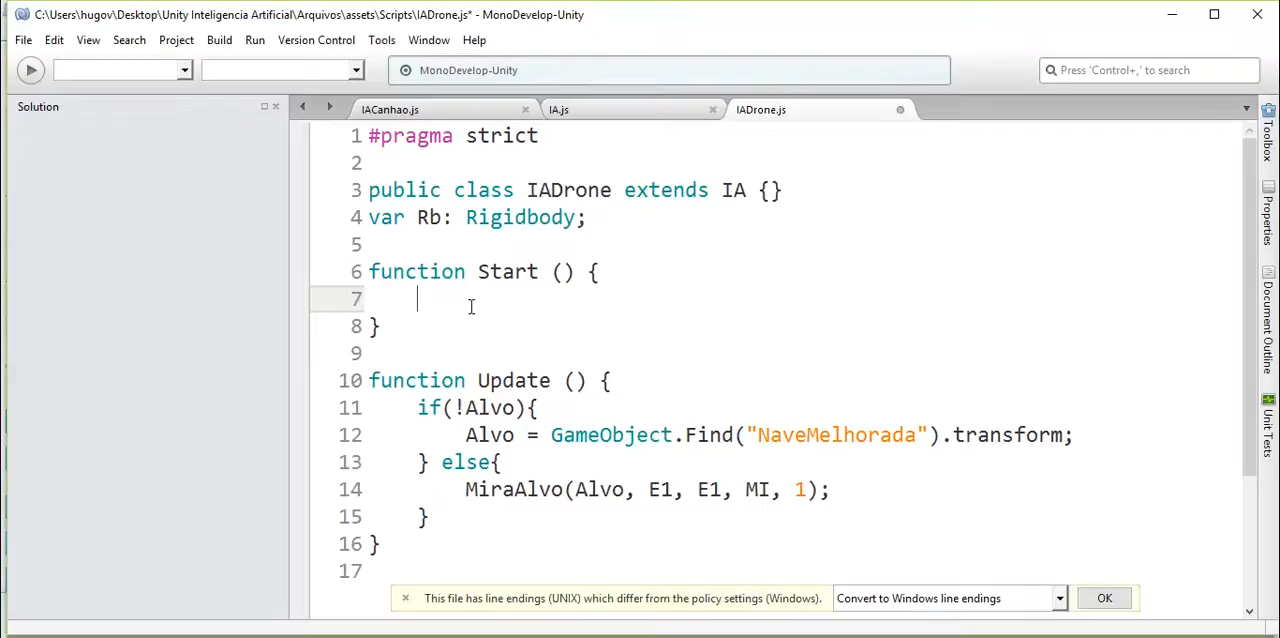 C:\Users\hugov\Desktop\Unity Inteligencia Artificial\Arquivos\assets\Scripts\IADrone.js* - MonoDevelop-Unity
File Edit View Search Project Build Run Version Control Tools Window Help
MonoDevelop-Unity
Press 'Control+,' to search
Solution
IACanhao.js
IA.js
IADrone.js
1 #pragma strict
2
3 public class IADrone extends IA {}
4 var Rb: Rigidbody;
5
6 function Start () {
7
8 }
9
10 function Update () {
11 if(!Alvo){
12 Alvo = GameObject.Find("NaveMelhorada").transform;
13 } else{
14 MiraAlvo(Alvo, E1, E1, MI, 1);
15 }
16 }
17
This file has line endings (UNIX) which differ from the policy settings (Windows).
Convert to Windows line endings
OK
Toolbox
Properties
Document Outline
Unit Tests